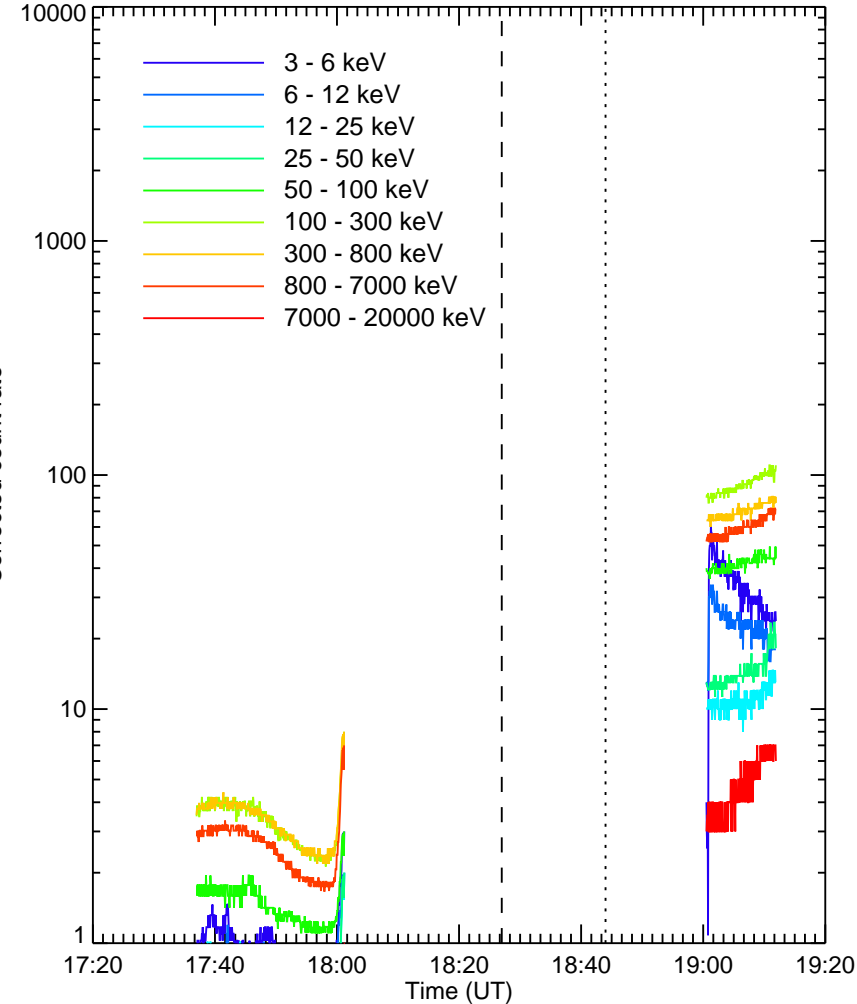 10000
3 - 6 keV
6 - 12 keV
12 - 25 keV
25 - 50 keV
50 - 100 keV
100 - 300 keV
300 - 800 keV
800 - 7000 keV
7000 - 20000 keV
1000
100
10
1
17:20 17:40 18:00 18:20 18:40 19:00 19:20
Time (UT)